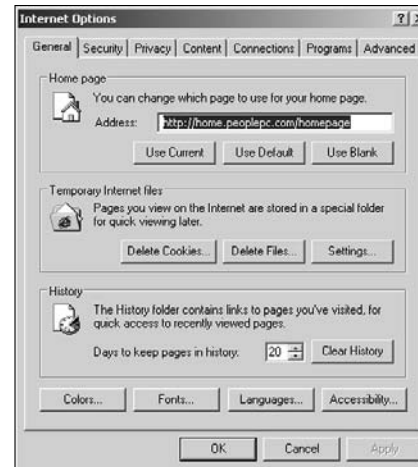 Internet Options
General Security Privacy Content Connections Programs Advanced
Home page
You can change which page to use for your home page.
Address: http://home.peoplepc.com/homepage
Use Current Use Default Use Blank
Temporary Internet files
Pages you view on the Internet are stored in a special folder
for quick viewing later.
Delete Cookies... Delete Files... Settings...
History
The History folder contains links to pages you've visited, for
quick access to recently viewed pages.
Days to keep pages in history: 20 Clear History
Colors... Fonts... Languages... Accessibility...
OK Cancel Apply